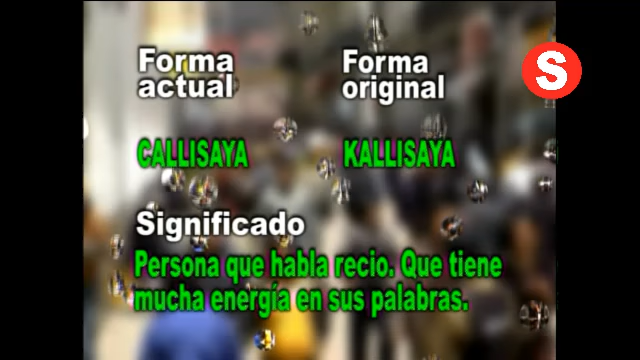 Forma actual
Forma original
S
CALLISAYA
KALLISAYA
Significado
Persona que habla recio. Que tiene
mucha energía en sus palabras.